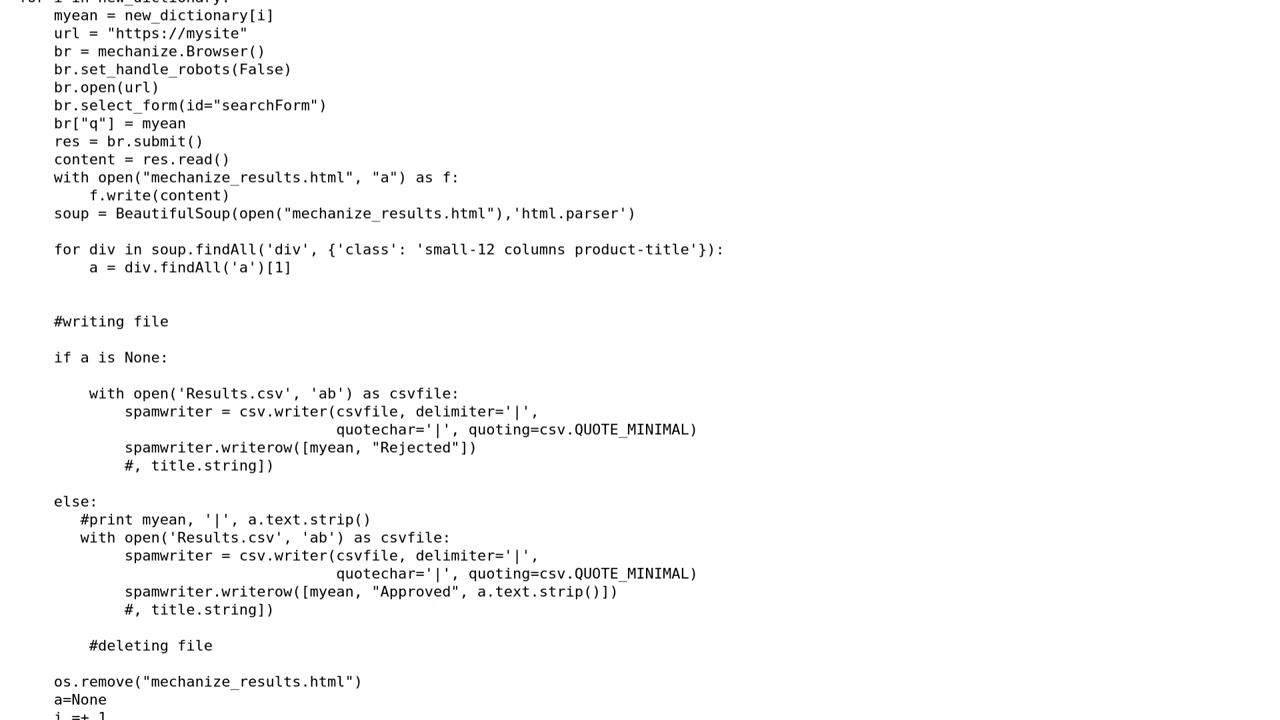 for i in new_dictionary:
    myean = new_dictionary[i]
    url = "https://mysite"
    br = mechanize.Browser()
    br.set_handle_robots(False)
    br.open(url)
    br.select_form(id="searchForm")
    br["q"] = myean
    res = br.submit()
    content = res.read()
    with open("mechanize_results.html", "a") as f:
        f.write(content)
    soup = BeautifulSoup(open("mechanize_results.html"),'html.parser')

    for div in soup.findAll('div', {'class': 'small-12 columns product-title'}):
        a = div.findAll('a')[1]


    #writing file

    if a is None:

        with open('Results.csv', 'ab') as csvfile:
            spamwriter = csv.writer(csvfile, delimiter='|',
                                    quotechar='|', quoting=csv.QUOTE_MINIMAL)
            spamwriter.writerow([myean, "Rejected"])
            #, title.string])

    else:
       #print myean, '|', a.text.strip()
       with open('Results.csv', 'ab') as csvfile:
            spamwriter = csv.writer(csvfile, delimiter='|',
                                    quotechar='|', quoting=csv.QUOTE_MINIMAL)
            spamwriter.writerow([myean, "Approved", a.text.strip()])
            #, title.string])

        #deleting file

    os.remove("mechanize_results.html")
    a=None
    i =+ 1